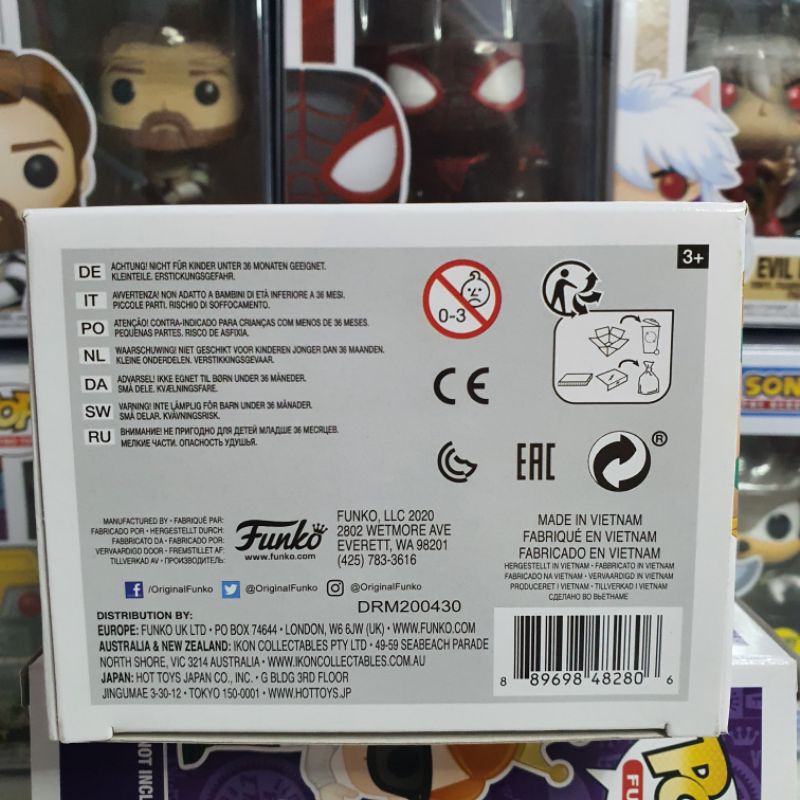 EVIL
SON
3+
DE ACHTUNG! NICHT FÜR KINDER UNTER 36 MONATEN GEEIGNET.
KLEINTEILE. ERSTICKUNGSGEFAHR.
IT AVVERTENZA! NON ADATTO A BAMBINI DI ETÀ INFERIORE A 36 MESI.
PICCOLE PARTI. RISCHIO DI SOFFOCAMENTO.
PO ATENÇÃO! CONTRA-INDICADO PARA CRIANÇAS COM MENOS DE 36 MESES.
PEQUENAS PARTES. RISCO DE ASFIXIA.
NL WAARSCHUWING! NIET GESCHIKT VOOR KINDEREN JONGER DAN 36 MAANDEN.
KLEINE ONDERDELEN. VERSTIKKINGSGEVAAR.
DA ADVARSEL! IKKE EGNET TIL BØRN UNDER 36 MÅNEDER.
SMÅ DELE. KVÆLNINGSFARE.
SW VARNING! INTE LÄMPLIG FÖR BARN UNDER 36 MÅNADER.
SMÅ DELAR. KVÄVNINGSRISK.
RU ВНИМАНИЕ! НЕ ПРИГОДНО ДЛЯ ДЕТЕЙ МЛАДШЕ 36 МЕСЯЦЕВ.
МЕЛКИЕ ЧАСТИ. ОПАСНОСТЬ УДУШЬЯ.
0-3
CE
EAC
®
MANUFACTURED BY • FABRIQUÉ PAR:
FABRICADO POR • HERGESTELLT DURCH:
FABRICATO DA • FABRICADO POR:
VERVAARDIGD DOOR • FREMSTILLET AF:
TILLVERKAD AV • ПРОИЗВОДИТЕЛЬ:
Funko
www.funko.com
FUNKO, LLC 2020
2802 WETMORE AVE
EVERETT, WA 98201
(425) 783-3616
MADE IN VIETNAM
FABRIQUÉ EN VIETNAM
FABRICADO EN VIETNAM
HERGESTELLT IN VIETNAM • FABBRICATO IN VIETNAM
FABRICADO NA VIETNAM • VERVAARDIGD IN VIETNAM
PRODUCERET I VIETNAM • TILLVERKAD I VIETNAM
СДЕЛАНО ВО ВЬЕТНАМЕ
/OriginalFunko @OriginalFunko @OriginalFunko
DRM200430
DISTRIBUTION BY:
EUROPE: FUNKO UK LTD • PO BOX 74644 • LONDON, W6 6JW (UK) • WWW.FUNKO.COM
AUSTRALIA & NEW ZEALAND: IKON COLLECTABLES PTY LTD • 49-59 SEABEACH PARADE
NORTH SHORE, VIC 3214 AUSTRALIA • WWW.IKONCOLLECTABLES.COM.AU
JAPAN: HOT TOYS JAPAN CO., INC. • G BLDG 3RD FLOOR
JINGUMAE 3-30-12 • TOKYO 150-0001 • WWW.HOTTOYS.JP
8 89698 48280 6